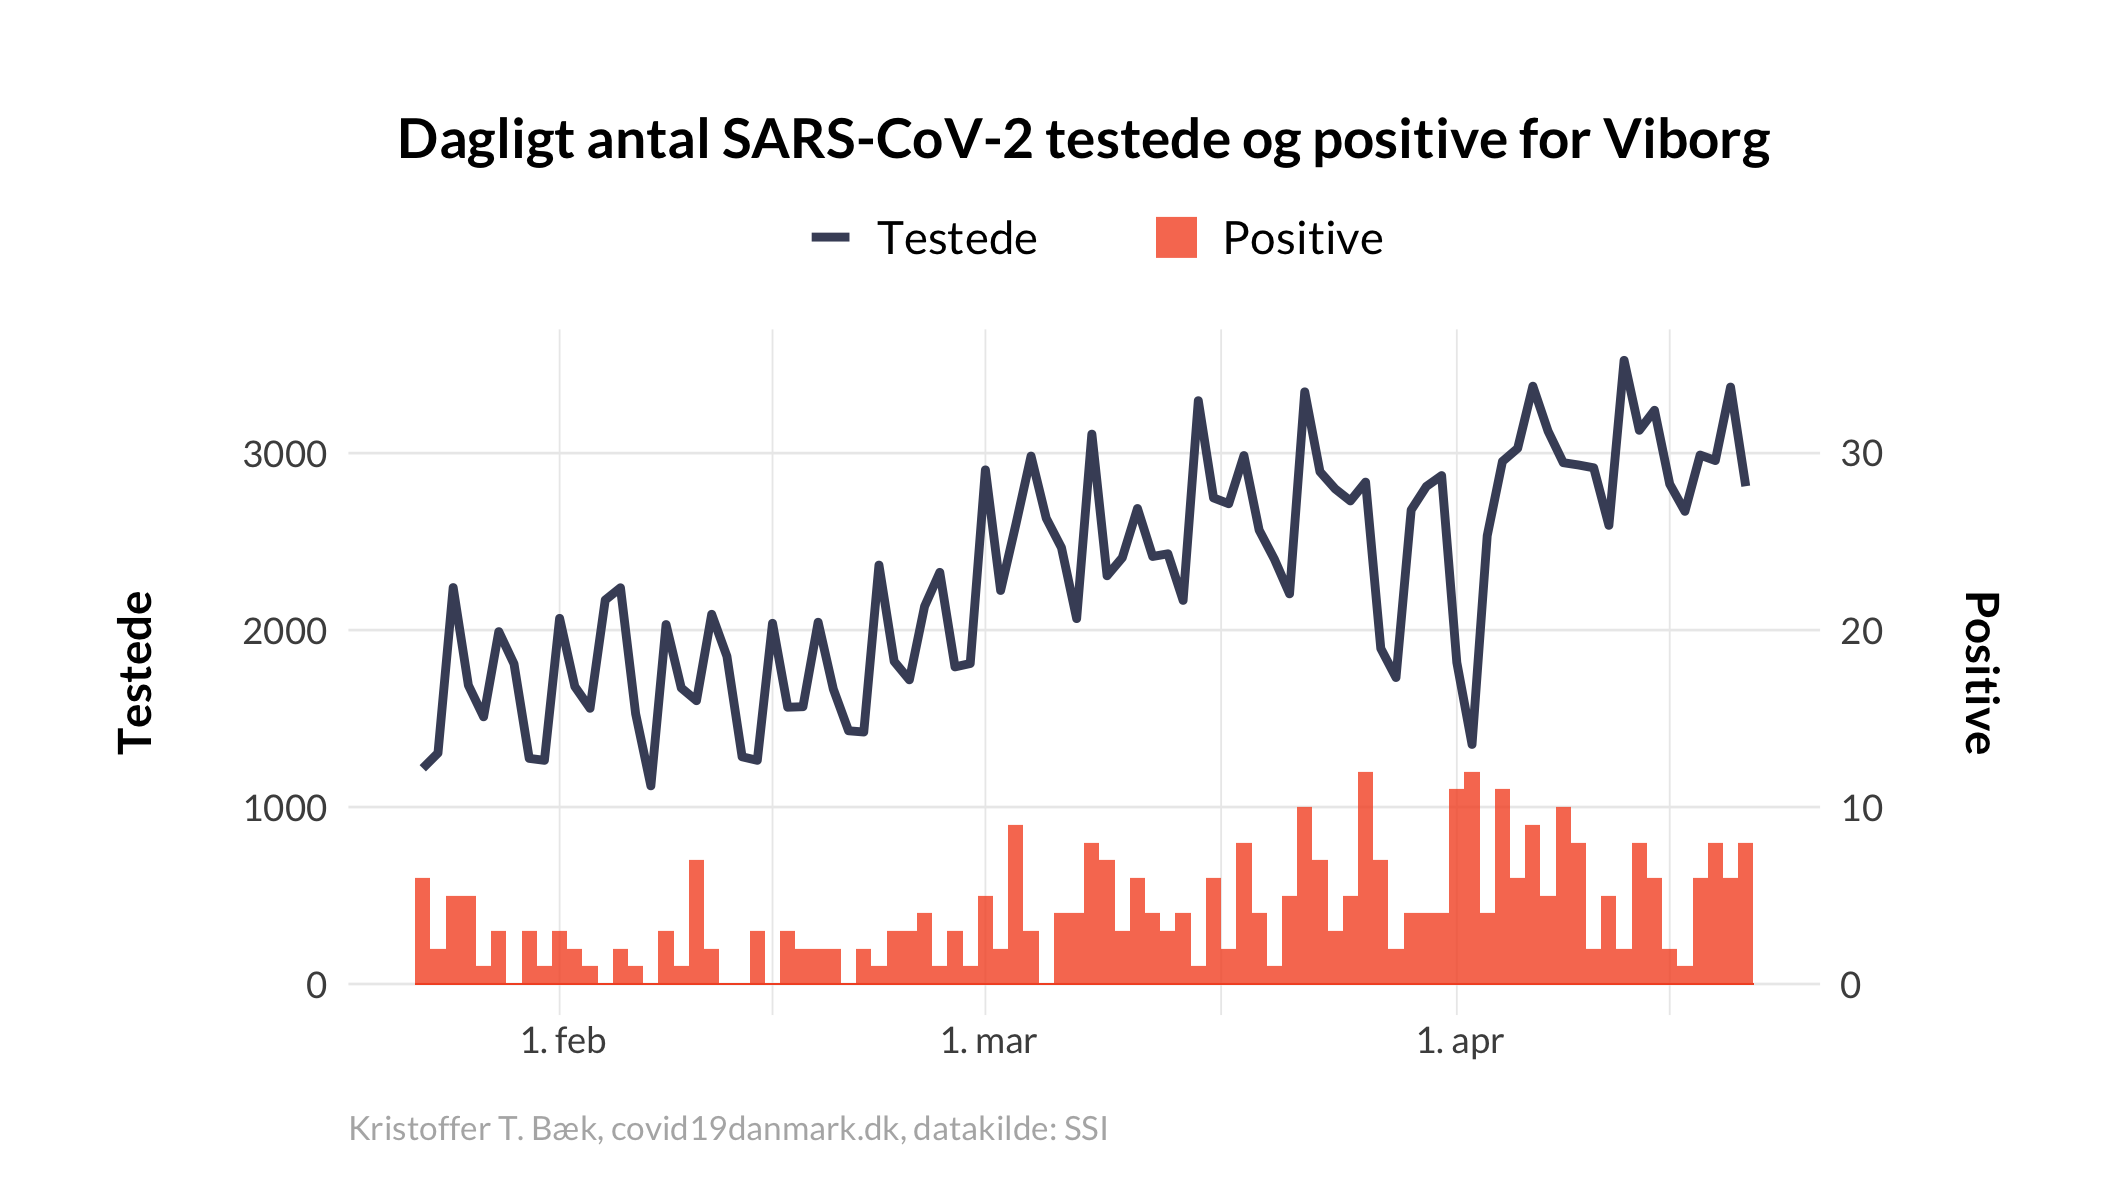 Dagligt antal SARS-CoV-2 testede og positive for Viborg
Testede
Positive
Testede
3000
2000
1000
0
30
20
10
0
Positive
1. feb
1. mar
1. apr
Kristoffer T. Bæk, covid19danmark.dk, datakilde: SSI